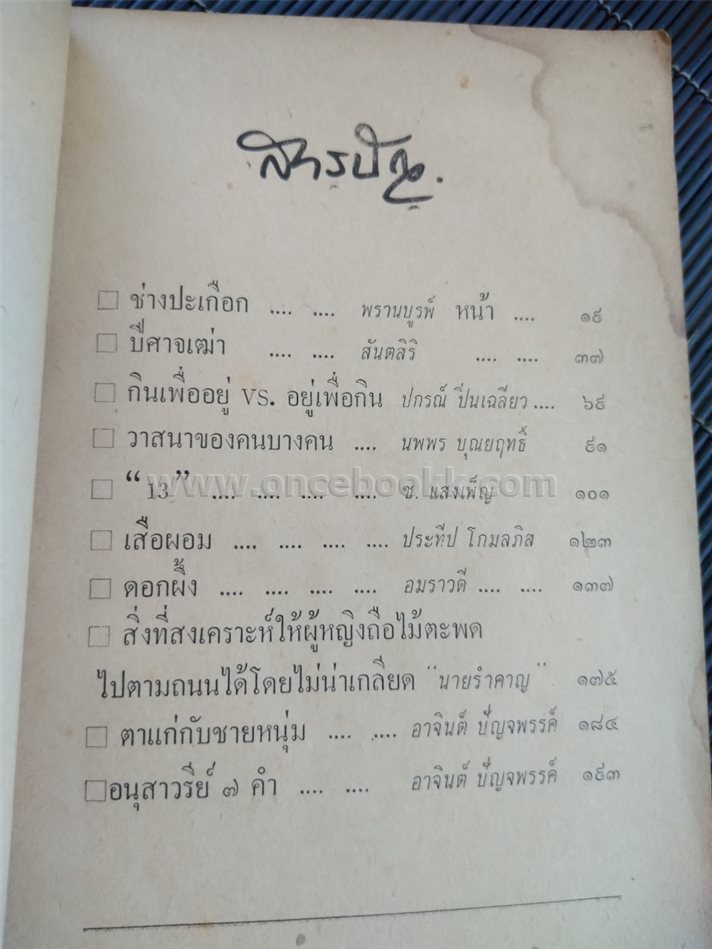 สารบัญ.
☐ ช่างปะเกือก .... .... พรานบูรพ์ หน้า .... ๑๙
☐ ปีศาจเฒ่า .... .... สันตสิริ .... .... ๓๗
☐ กินเพื่ออยู่ VS. อยู่เพื่อกิน ปกรณ์ ปิ่นเฉลียว .... ๖๙
☐ วาสนาของคนบางคน .... นพพร บุณยฤทธิ์ ๙๑
☐ “13” .... .... .... .... ช. แสงเพ็ญ ๑๐๑
www.oncebookk.com
☐ เสือผอม .... .... .... .... ประทีป โกมลภิส ๑๒๓
☐ ดอกผึ้ง .... .... .... .... อมราวดี .... .... ๑๓๗
☐ สิ่งที่สงเคราะห์ให้ผู้หญิงถือไม้ตะพด
ไปตามถนนได้โดยไม่น่าเกลียด “นายรำคาญ” ๑๗๕
☐ ตาแก่กับชายหนุ่ม .... .... อาจินต์ ปัญจพรรค์ ๑๘๔
☐อนุสาวรีย์ ๗ คำ .... .... อาจินต์ ปัญจพรรค์ ๑๙๓